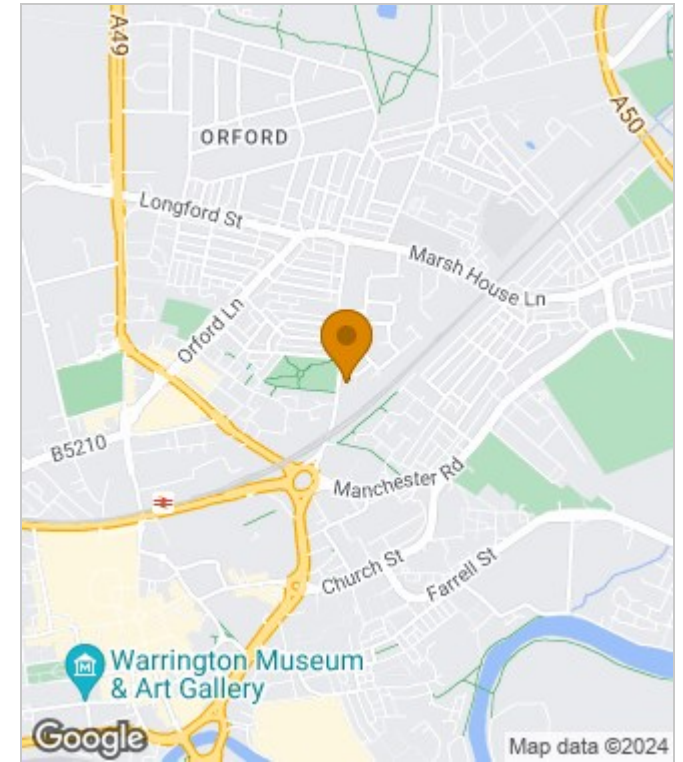 A49
ORFORD
A50
Longford St
Marsh House Ln
Orford Ln
B5210
Manchester Rd
Church St
Farrell St
Warrington Museum
& Art Gallery
Google
Map data ©2024